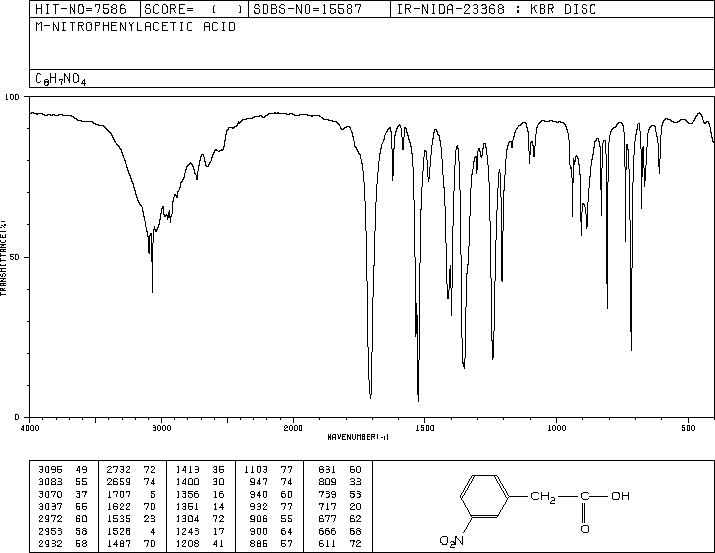 HIT-NO=7586 SCORE= ( ) SDBS-NO=15587 IR-NIDA-23368 : KBR DISC
M-NITROPHENYLACETIC ACID
C8H7NO4
100
50
0
TRANSMITTANCE(%)
4000 3000 2000 1500 1000 500
WAVENUMBER(-1)
3096 49 2732 72 1413 36 1103 77 831 60
3083 55 2659 74 1400 30 947 74 809 33
3070 37 1707 5 1356 16 940 60 739 53
3037 55 1622 70 1351 14 932 77 717 20
2972 60 1535 23 1304 72 906 55 677 62
2953 58 1528 4 1243 17 900 64 666 68
2932 58 1487 70 1208 41 886 57 611 72
CH2 C OH
O
O2N